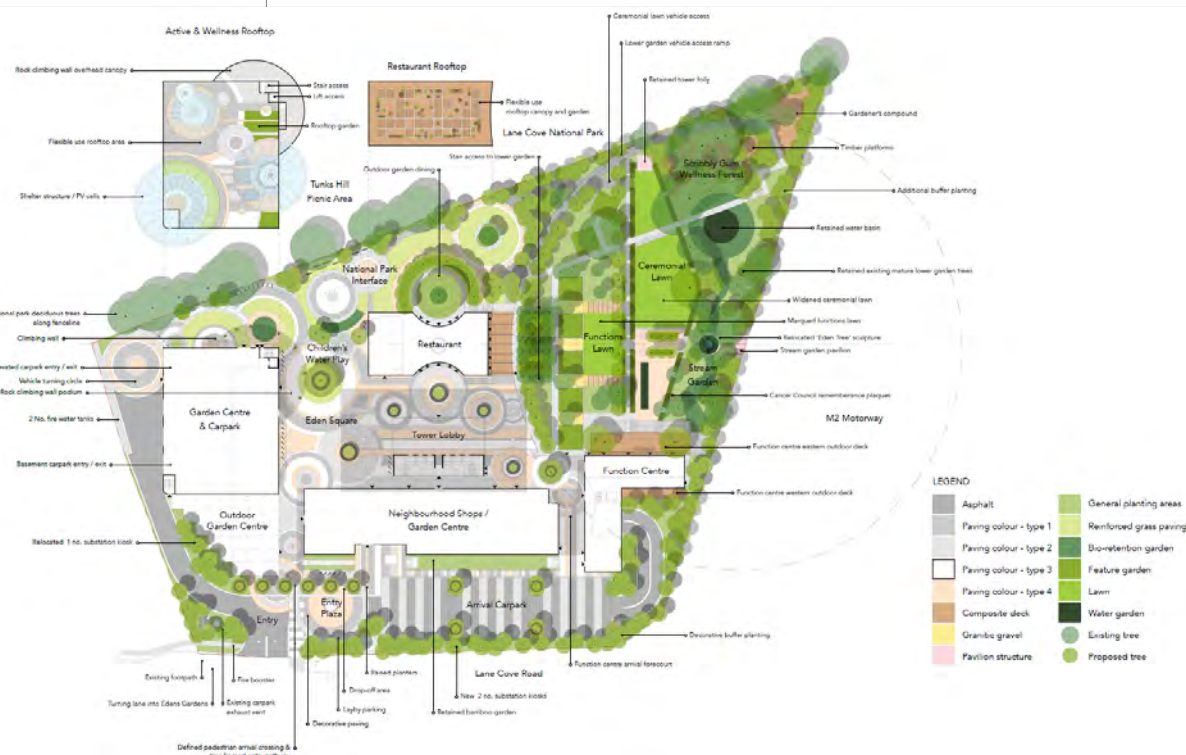 Active & Wellness Rooftop
Rock climbing wall overhead canopy
Stair access
Lift access
Rooftop garden
Flexible use rooftop area
Shelter structure / PV cells
Restaurant Rooftop
Flexible use
rooftop canopy and garden
Ceremonial lawn vehicle access
Lower garden vehicle access ramp
Retained tower folly
Lane Cove National Park
Stair access to lower garden
Outdoor garden dining
Tunks Hill
Picnic Area
National Park
Interface
Gardener's compound
Timber platforms
Scribbly Gum
Wellness Forest
Additional buffer planting
Retained water basin
Ceremonial
Lawn
Retained existing mature lower garden trees
Widened ceremonial lawn
Marquee functions lawn
Functions
Lawn
Relocated 'Eden Tree' sculpture
Stream garden pavilion
Stream
Garden
Cancer Council rememberance plaques
M2 Motorway
ional park deciduous trees
along fenceline
Climbing wall
vated carpark entry / exit
Vehicle turning circle
Rock climbing wall podium
2 No. fire water tanks
Basement carpark entry / exit
Relocated 1 no. substation kiosk
Children's
Water Play
Restaurant
Garden Centre
& Carpark
Eden Square
Tower Lobby
Function centre western outdoor deck
Function Centre
Function centre western outdoor deck
Outdoor
Garden Centre
Neighbourhood Shops /
Garden Centre
Entry
Plaza
Arrival Carpark
Entry
Decorative buffer planting
Function centre arrival forecourt
Lane Cove Road
Raised planters
Drop-off area
New 2 no. substation kiosks
Layby parking
Retained bamboo garden
Decorative paving
Existing footpath
Fire booster
Turning lane into Edens Gardens
Existing carpark
exhaust vent
Defined pedestrian arrival crossing &
LEGEND
Asphalt
Paving colour - type 1
Paving colour - type 2
Paving colour - type 3
Paving colour - type 4
Composite deck
Granitic gravel
Pavilion structure
General planting areas
Reinforced grass paving
Bio-retention garden
Feature garden
Lawn
Water garden
Existing tree
Proposed tree